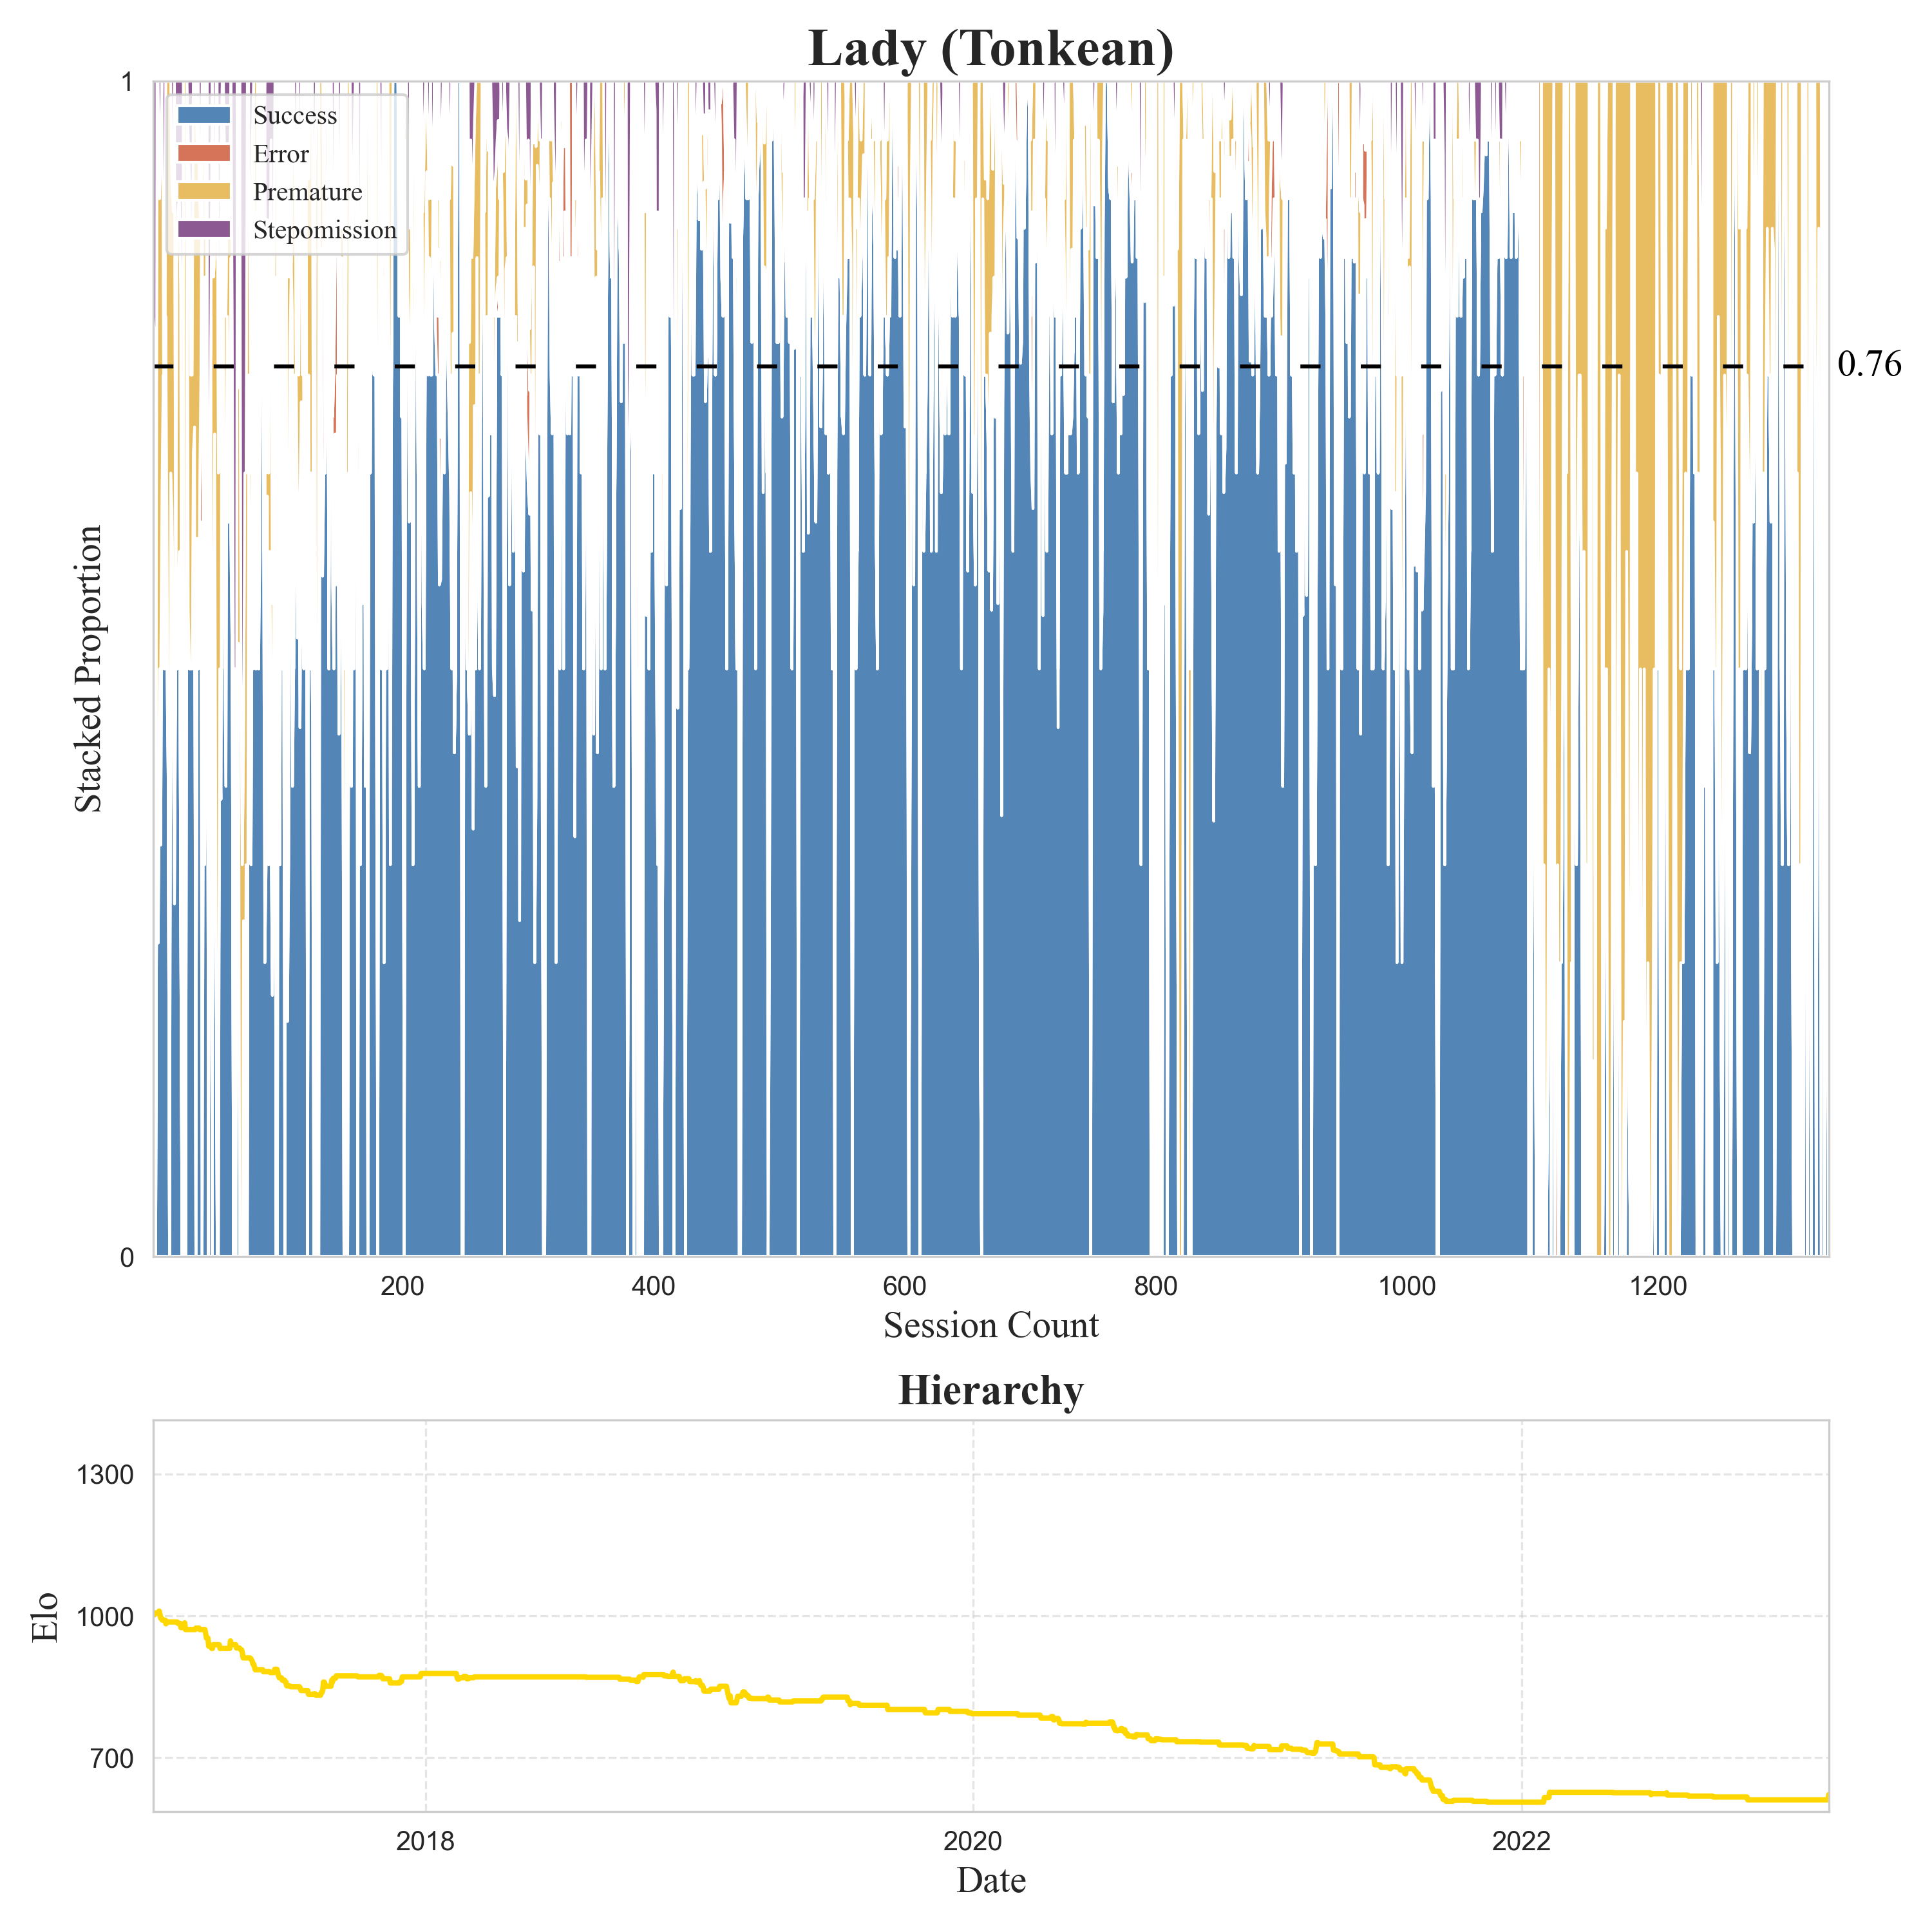 Lady (Tonkean)
1
Success
Error
Premature
Stepomission
0.76
Stacked Proportion
0
200 400 600 800 1000 1200
Session Count
Hierarchy
1300
1000
700
Elo
2018 2020 2022
Date